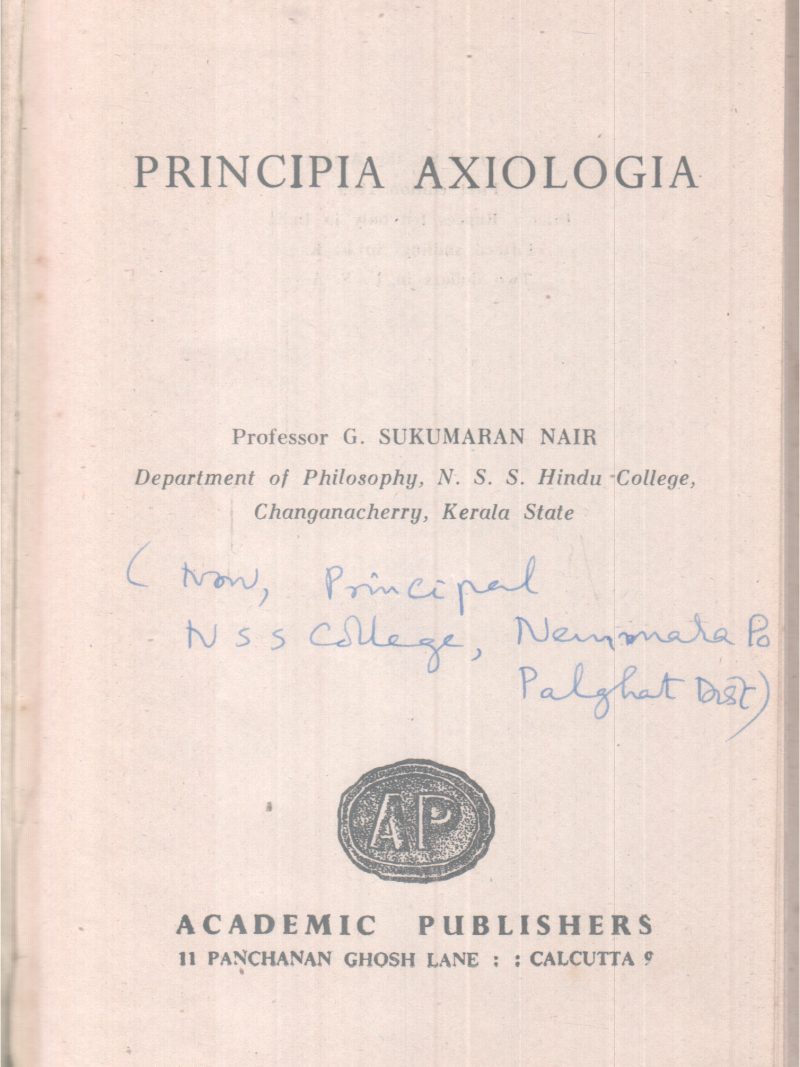 PRINCIPIA AXIOLOGIA
Professor G. SUKUMARAN NAIR
Department of Philosophy, N. S. S. Hindu College,
Changanacherry, Kerala State
( Now, Principal
N S S College, Nemmara Po
Palghat Dist)
AP
ACADEMIC PUBLISHERS
11 PANCHANAN GHOSH LANE : : CALCUTTA 9